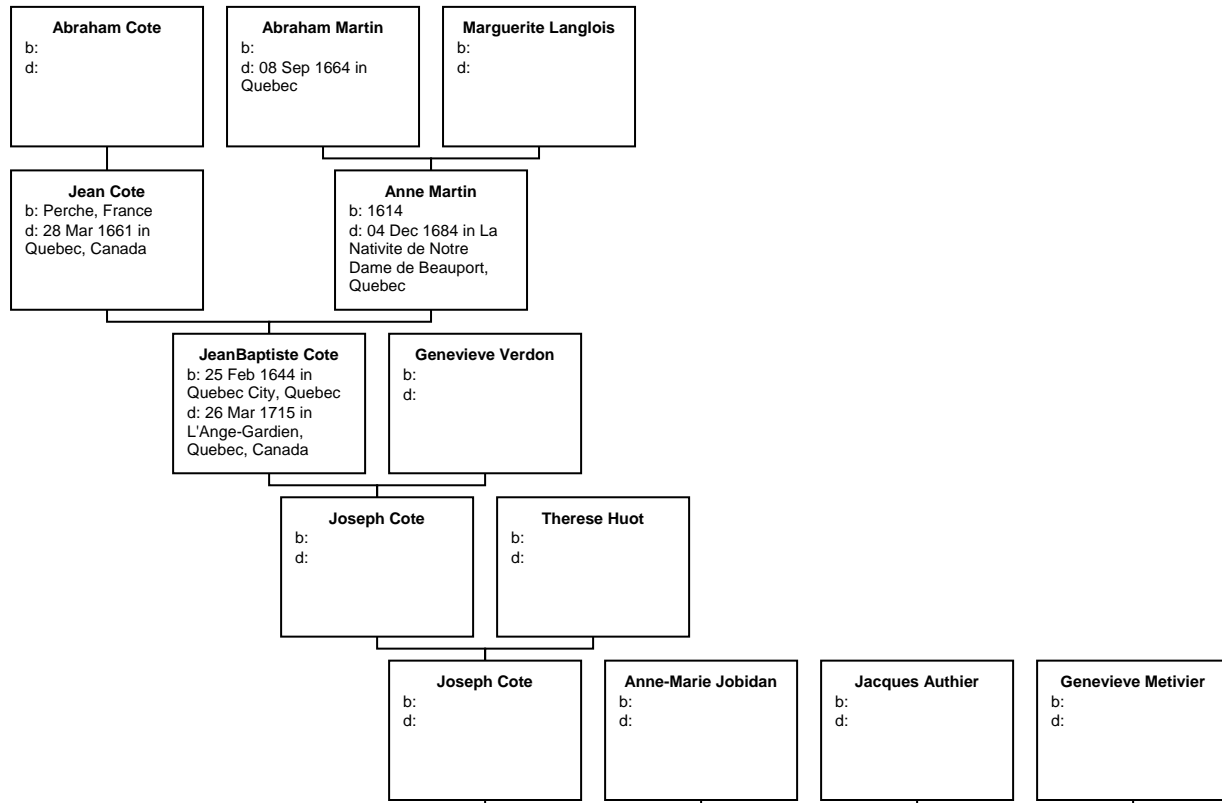 Abraham Cote
b:
d:
Abraham Martin
b:
d: 08 Sep 1664 in
Quebec
Marguerite Langlois
b:
d:
Jean Cote
b: Perche, France
d: 28 Mar 1661 in
Quebec, Canada
Anne Martin
b: 1614
d: 04 Dec 1684 in La
Nativite de Notre
Dame de Beauport,
Quebec
JeanBaptiste Cote
b: 25 Feb 1644 in
Quebec City, Quebec
d: 26 Mar 1715 in
L'Ange-Gardien,
Quebec, Canada
Genevieve Verdon
b:
d:
Joseph Cote
b:
d:
Therese Huot
b:
d:
Joseph Cote
b:
d:
Anne-Marie Jobidan
b:
d:
Jacques Authier
b:
d:
Genevieve Metivier
b:
d: